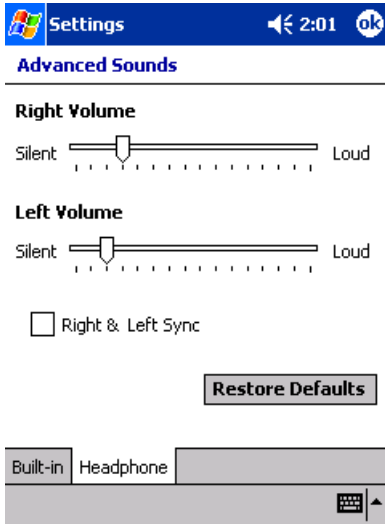 Settings 2:01 ok
Advanced Sounds
Right Volume
Silent Loud
Left Volume
Silent Loud
Right & Left Sync
Restore Defaults
Built-in Headphone